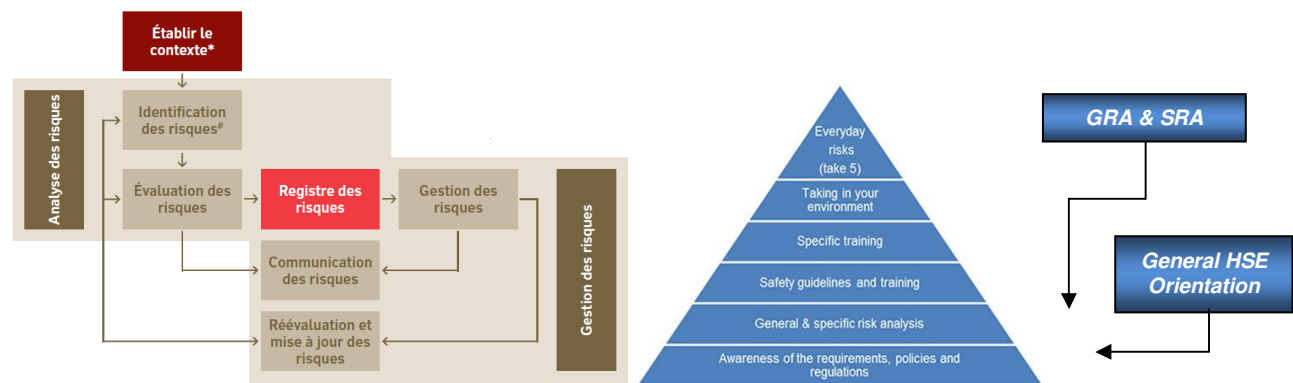 Établir le
contexte*
Analyse des risques
Identification
des risques#
Évaluation des
risques
Registre des
risques
Gestion des
risques
Communication
des risques
Réévaluation et
mise à jour des
risques
Gestion des risques
Everyday
risks
(take 5)
Taking in your
environment
Specific training
Safety guidelines and training
General & specific risk analysis
Awareness of the requirements, policies and
regulations
GRA & SRA
General HSE
Orientation